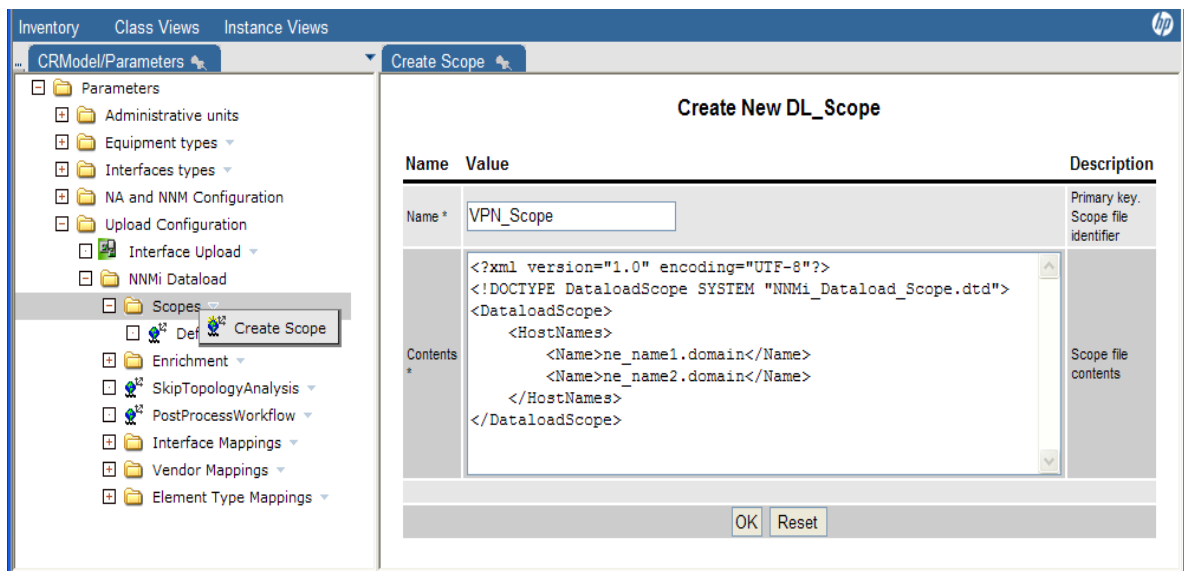 Inventory Class Views Instance Views
hp
... CRModel/Parameters
Create Scope
Parameters
Administrative units
Equipment types
Interfaces types
NA and NNM Configuration
Upload Configuration
Interface Upload
NNMi Dataload
Scopes
Def
Create Scope
Enrichment
SkipTopologyAnalysis
PostProcessWorkflow
Interface Mappings
Vendor Mappings
Element Type Mappings
Create New DL_Scope
Name Value Description
Name * VPN_Scope
Primary key.
Scope file
identifier
Contents
*
<?xml version="1.0" encoding="UTF-8"?>
<!DOCTYPE DataloadScope SYSTEM "NNMi_Dataload_Scope.dtd">
<DataloadScope>
    <HostNames>
        <Name>ne_name1.domain</Name>
        <Name>ne_name2.domain</Name>
    </HostNames>
</DataloadScope>
Scope file
contents
OK Reset